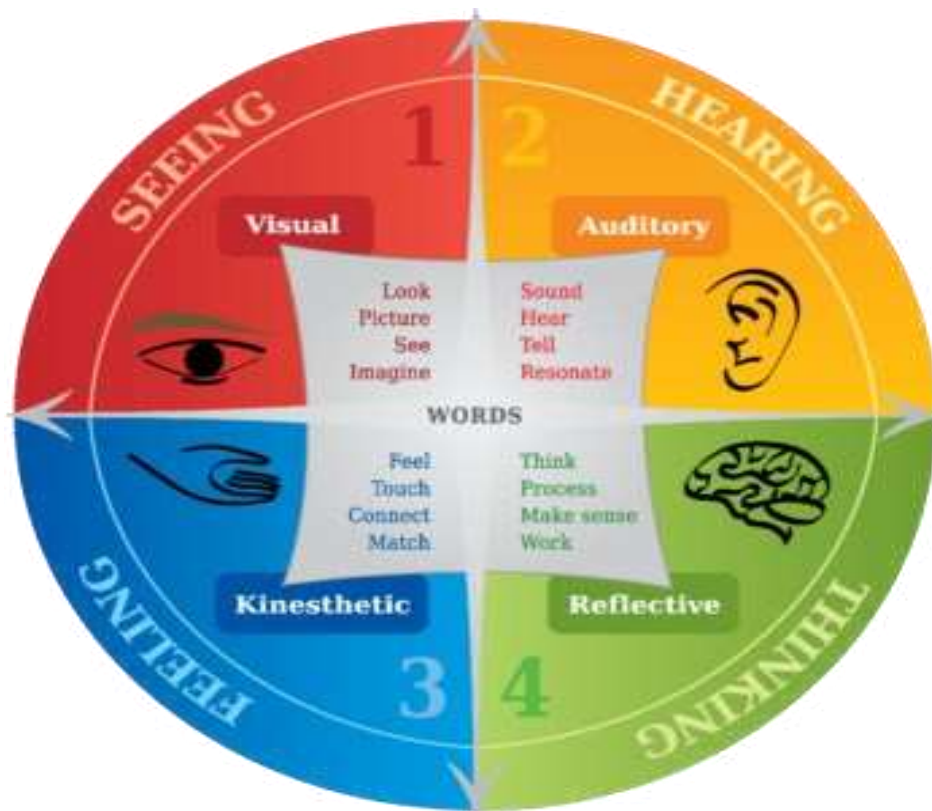 SEEING
1
Visual
Look
Picture
See
Imagine
HEARING
2
Auditory
Sound
Hear
Tell
Resonate
WORDS
Feel
Touch
Connect
Match
Kinesthetic
3
FEELING
Think
Process
Make sense
Work
Reflective
4
THINKING